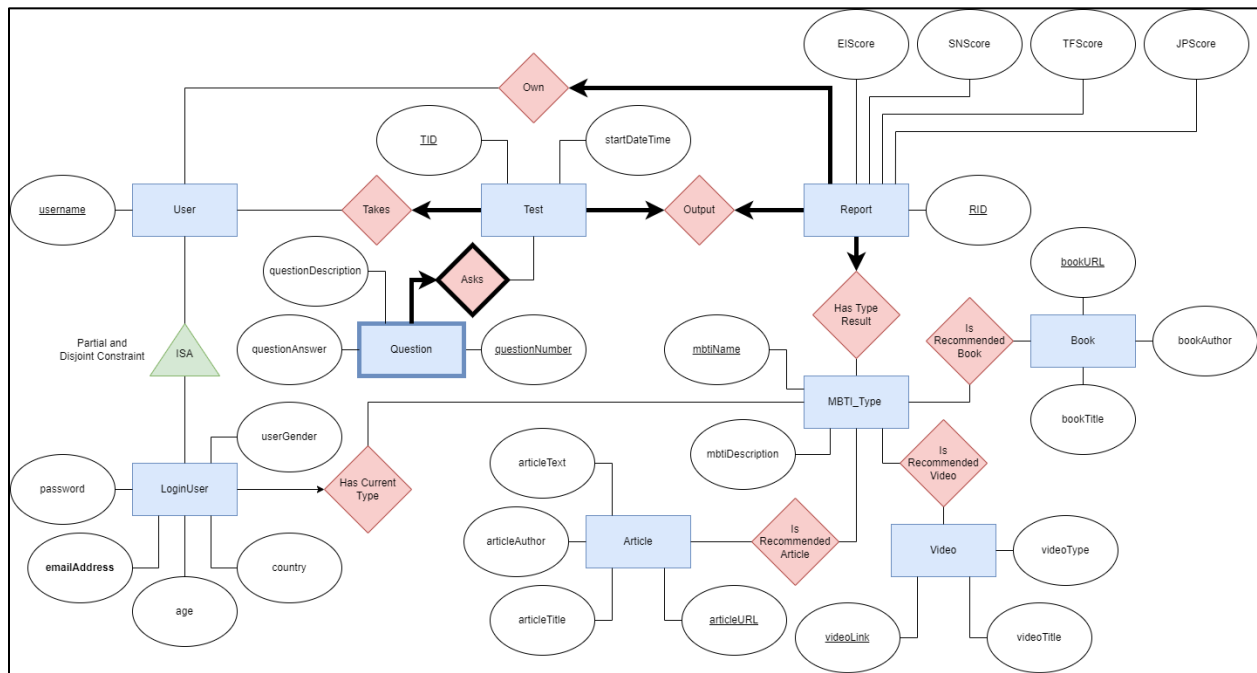 EIScore
SNScore
TFScore
JPScore
Own
TID
startDateTime
username
User
Takes
Test
Output
Report
RID
questionDescription
Asks
bookURL
Partial and
Disjoint Constraint
ISA
questionAnswer
Question
questionNumber
Has Type
Result
mbtiName
Is
Recommended
Book
Book
bookAuthor
MBTI_Type
bookTitle
userGender
mbtiDescription
Is
Recommended
Video
articleText
password
LoginUser
Has Current
Type
articleAuthor
Article
Is
Recommended
Article
Video
videoType
emailAddress
country
age
articleTitle
articleURL
videoLink
videoTitle